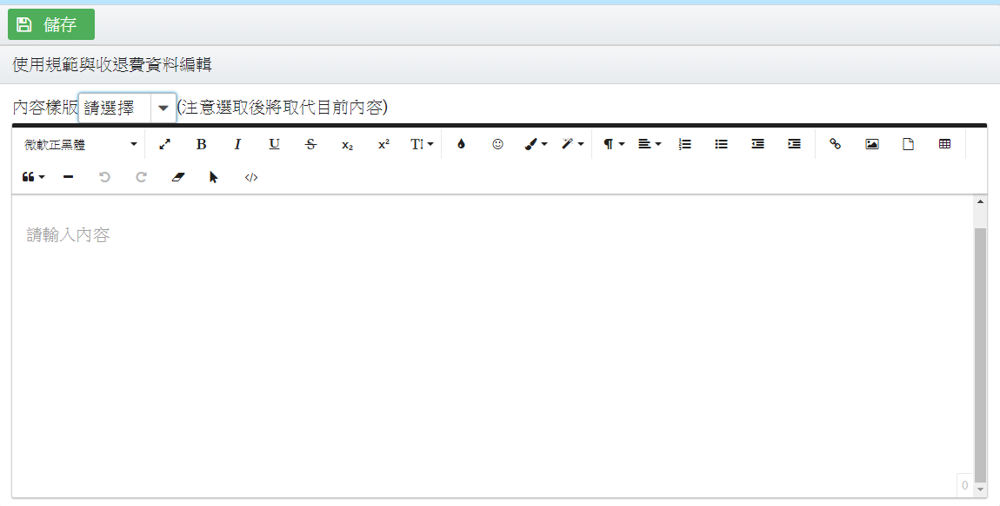 儲存
使用規範與收退費資料編輯
內容樣版 請選擇 (注意選取後將取代目前內容)
微軟正黑體 B I U S x₂ x² T
請輸入內容
0